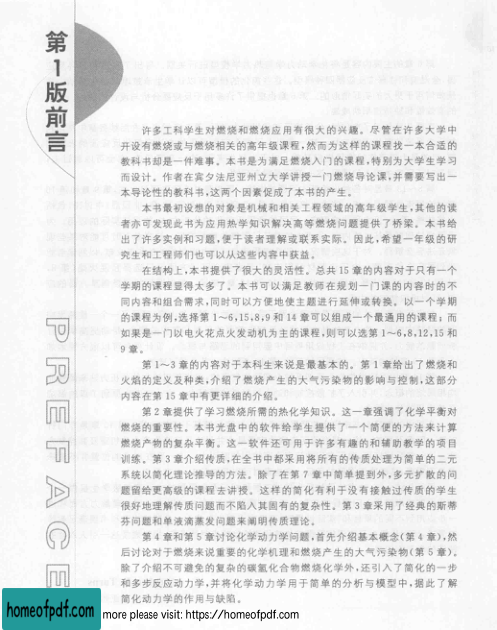 第1版前言
PREFACE
许多工科学生对燃烧和燃烧应用有很大的兴趣。尽管在许多大学中
开设有燃烧或与燃烧相关的高年级课程,然而为这样的课程找一本合适的
教科书却是一件难事。本书是为满足燃烧入门的课程,特别为大学生学习
而设计。作者在宾夕法尼亚州立大学讲授一门燃烧导论课,并需要写出一
本导论性的教科书,这两个因素促成了本书的产生。
本书最初设想的对象是机械和相关工程领域的高年级学生,其他的读
者亦可发现此书为应用热学知识解决高等燃烧问题提供了桥梁。本书给
出了许多实例和习题,便于读者理解或联系实际。因此,希望一年级的研
究生和工程师们也可以从这些内容中获益。
在结构上,本书提供了很大的灵活性。总共15章的内容对于只有一个
学期的课程显得太多了。本书可以满足教师在规划一门课的内容时的不
同内容和组合需求,同时可以方便地使主题进行延伸或转换。以一个学期
的课程为例,选择第1~6,15,8,9和14章可以组成一个最通用的课程;而
如果是一门以电火花点火发动机为主的课程,则可以选第1~6,8,12,15和
9章。
第1~3章的内容对于本科生来说是最基本的。第1章给出了燃烧和
火焰的定义及种类,介绍了燃烧产生的大气污染物的影响与控制,这部分
内容在第15章中有更详细的介绍。
第2章提供了学习燃烧所需的热化学知识。这一章强调了化学平衡对
燃烧的重要性。本书光盘中的软件给学生提供了一个简便的方法来计算
燃烧产物的复杂平衡。这一软件还可用于许多有趣的和辅助教学的项目
训练。第3章介绍传质,在全书中都采用将所有的传质处理为简单的二元
系统以简化理论推导的方法。除了在第7章中简单提到外,多元扩散的问
题留给更高级的课程去讲授。这样的简化有利于没有接触过传质的学生
很好地理解传质问题而不陷入其固有的复杂性。第3章采用了经典的斯蒂
芬问题和单液滴蒸发问题来阐明传质理论。
第4章和第5章讨论化学动力学问题,首先介绍基本概念(第4章),然
后讨论对于燃烧来说重要的化学机理和燃烧产生的大气污染物(第5章)。
除了介绍不可避免的复杂的碳氢化合物燃烧化学外,还引入了简化的一步
和多步反应动力学,并将化学动力学用于简单的分析与模型中,据此了解
简化动力学的作用与缺陷。
homeofpdf.com more please visit: https://homeofpdf.com